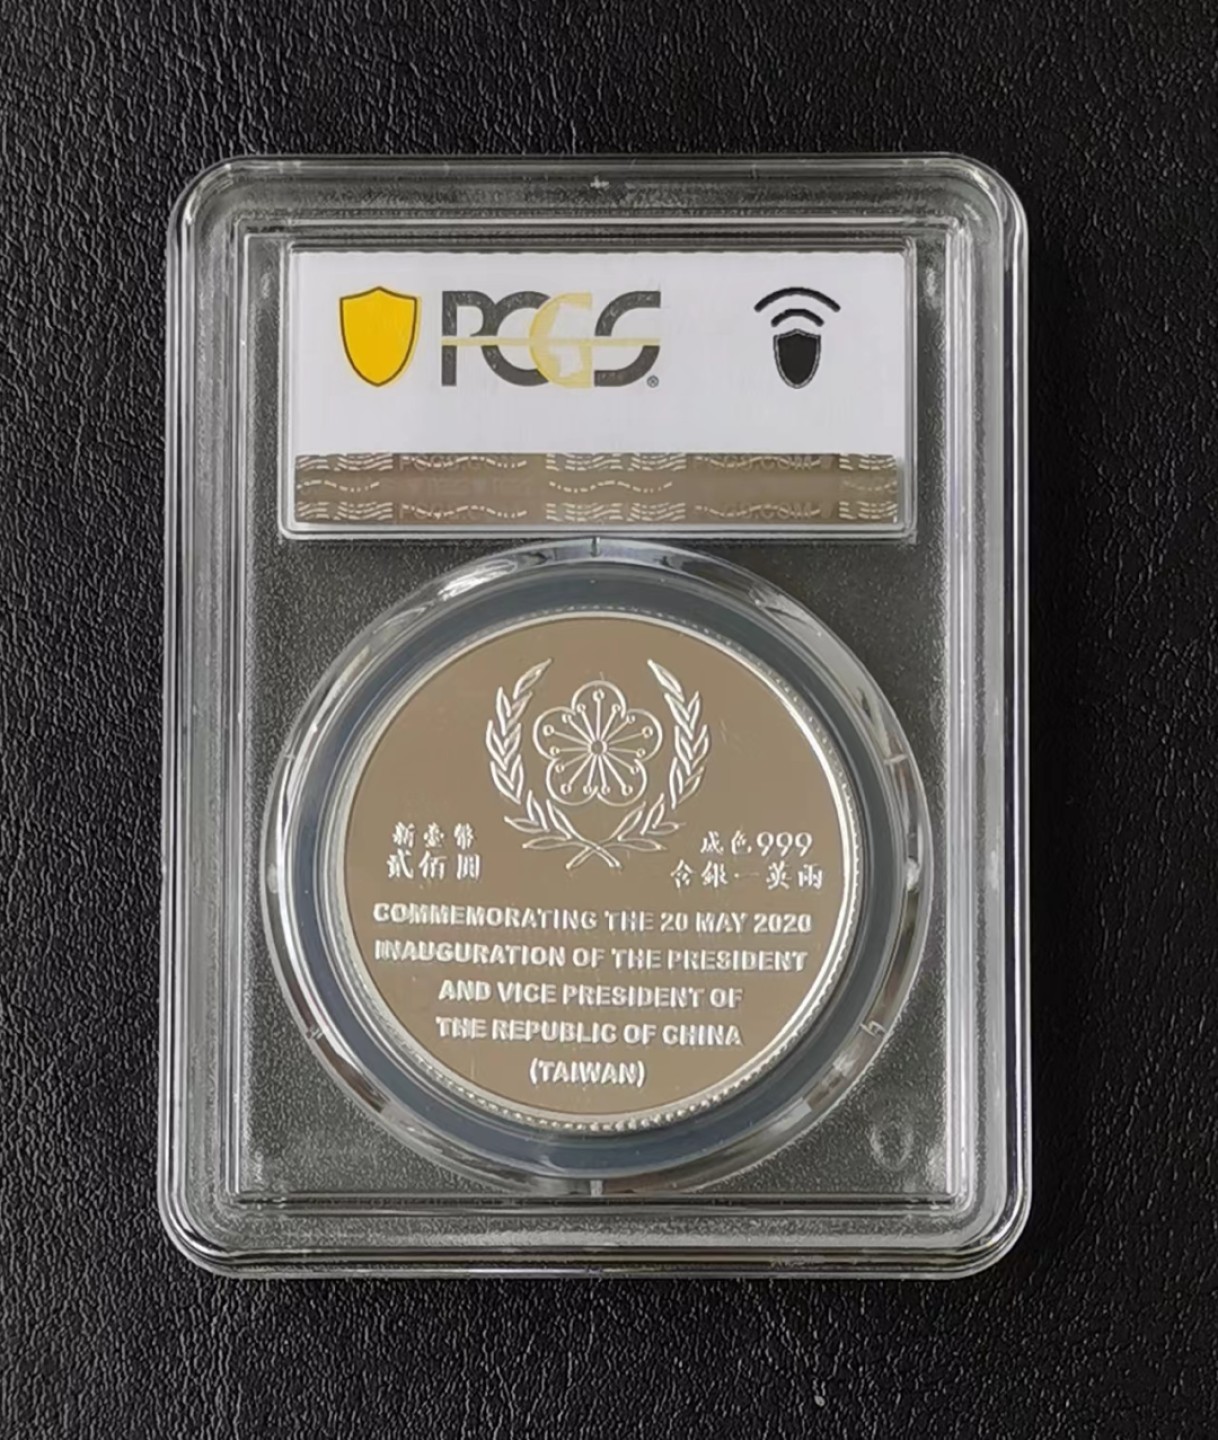 PCGS®
新臺幣
貳佰圓
成色999
含銀一英兩
COMMEMORATING THE 20 MAY 2020
INAUGURATION OF THE PRESIDENT
AND VICE PRESIDENT OF
THE REPUBLIC OF CHINA
(TAIWAN)